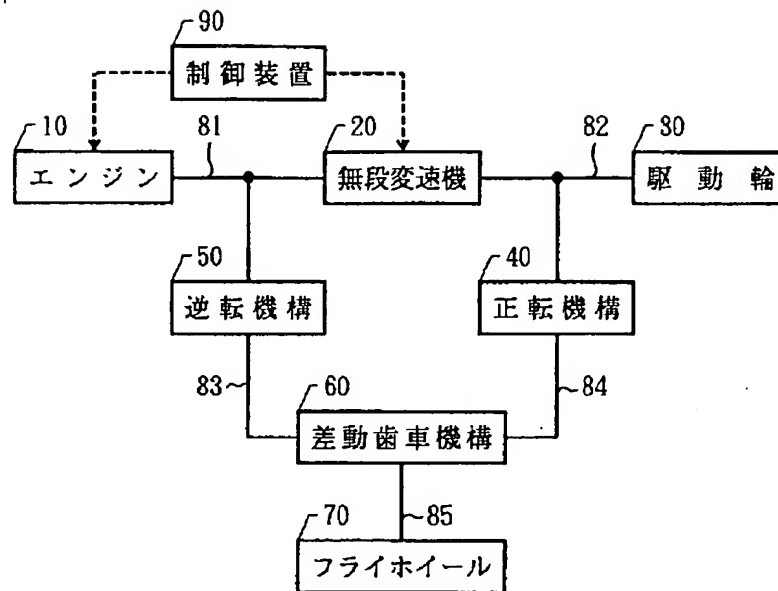 90
制御装置
10
81
20
82
30
エンジン
無段変速機
駆動輪
50
40
逆転機構
正転機構
83
60
84
差動歯車機構
70
85
フライホイール